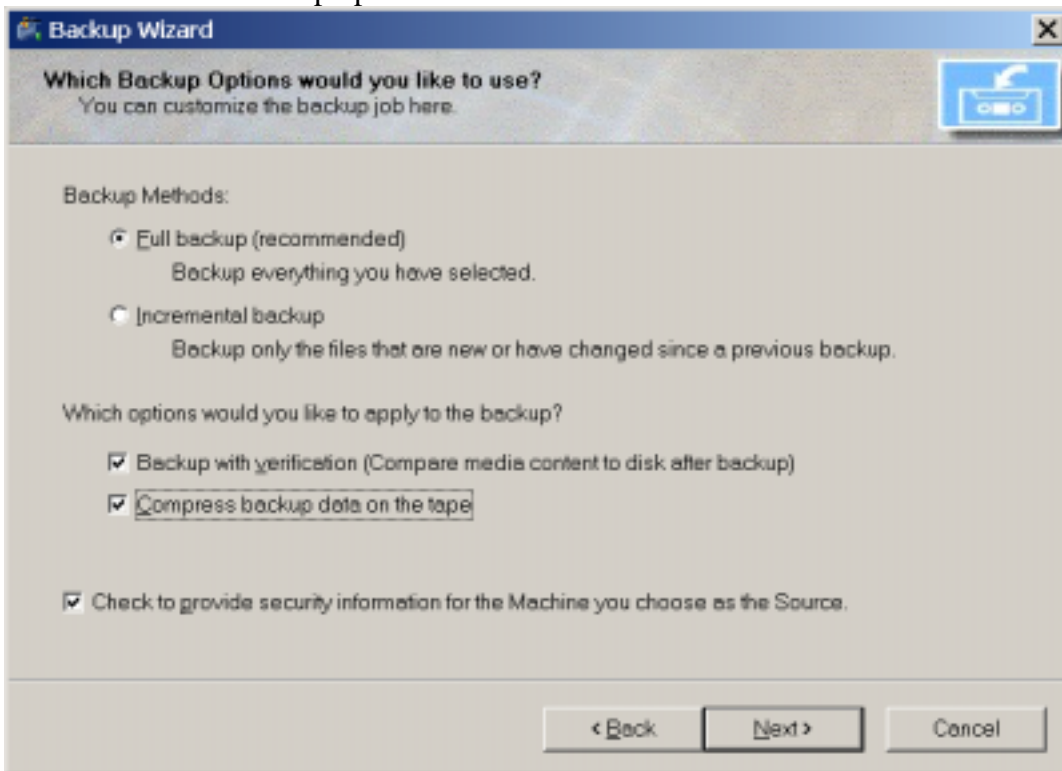 Backup Wizard
Which Backup Options would you like to use?
You can customize the backup job here.
Backup Methods:
Full backup (recommended)
Backup everything you have selected.
Incremental backup
Backup only the files that are new or have changed since a previous backup.
Which options would you like to apply to the backup?
Backup with verification (Compare media content to disk after backup)
Compress backup data on the tape
Check to provide security information for the Machine you choose as the Source.
< Back Next > Cancel